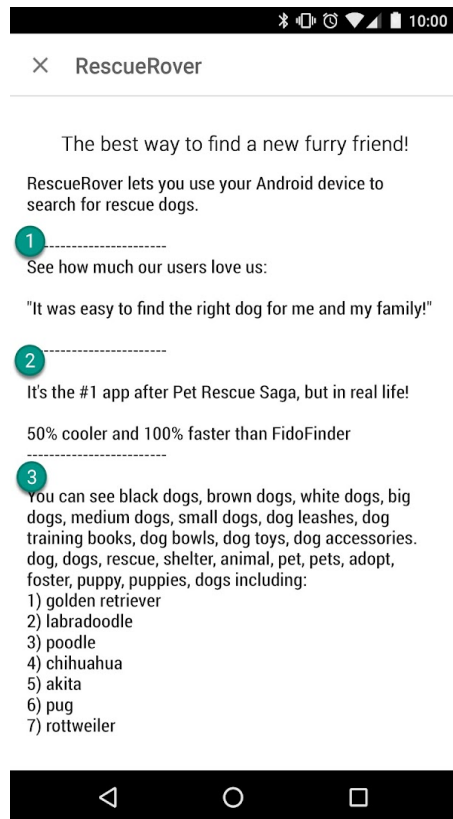 10:00
RescueRover
The best way to find a new furry friend!
RescueRover lets you use your Android device to
search for rescue dogs.
1
----------------------
See how much our users love us:
"It was easy to find the right dog for me and my family!"
----------------------
2
It's the #1 app after Pet Rescue Saga, but in real life!
50% cooler and 100% faster than FidoFinder
-------------------------
3
You can see black dogs, brown dogs, white dogs, big
dogs, medium dogs, small dogs, dog leashes, dog
training books, dog bowls, dog toys, dog accessories.
dog, dogs, rescue, shelter, animal, pet, pets, adopt,
foster, puppy, puppies, dogs including:
1) golden retriever
2) labradoodle
3) poodle
4) chihuahua
5) akita
6) pug
7) rottweiler